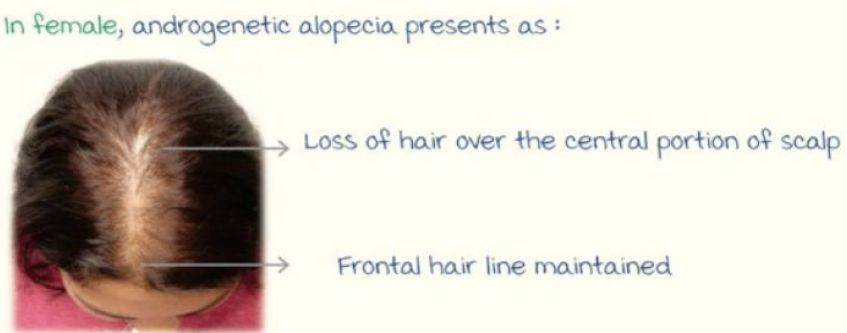 In female, androgenetic alopecia presents as :
Loss of hair over the central portion of scalp
Frontal hair line maintained